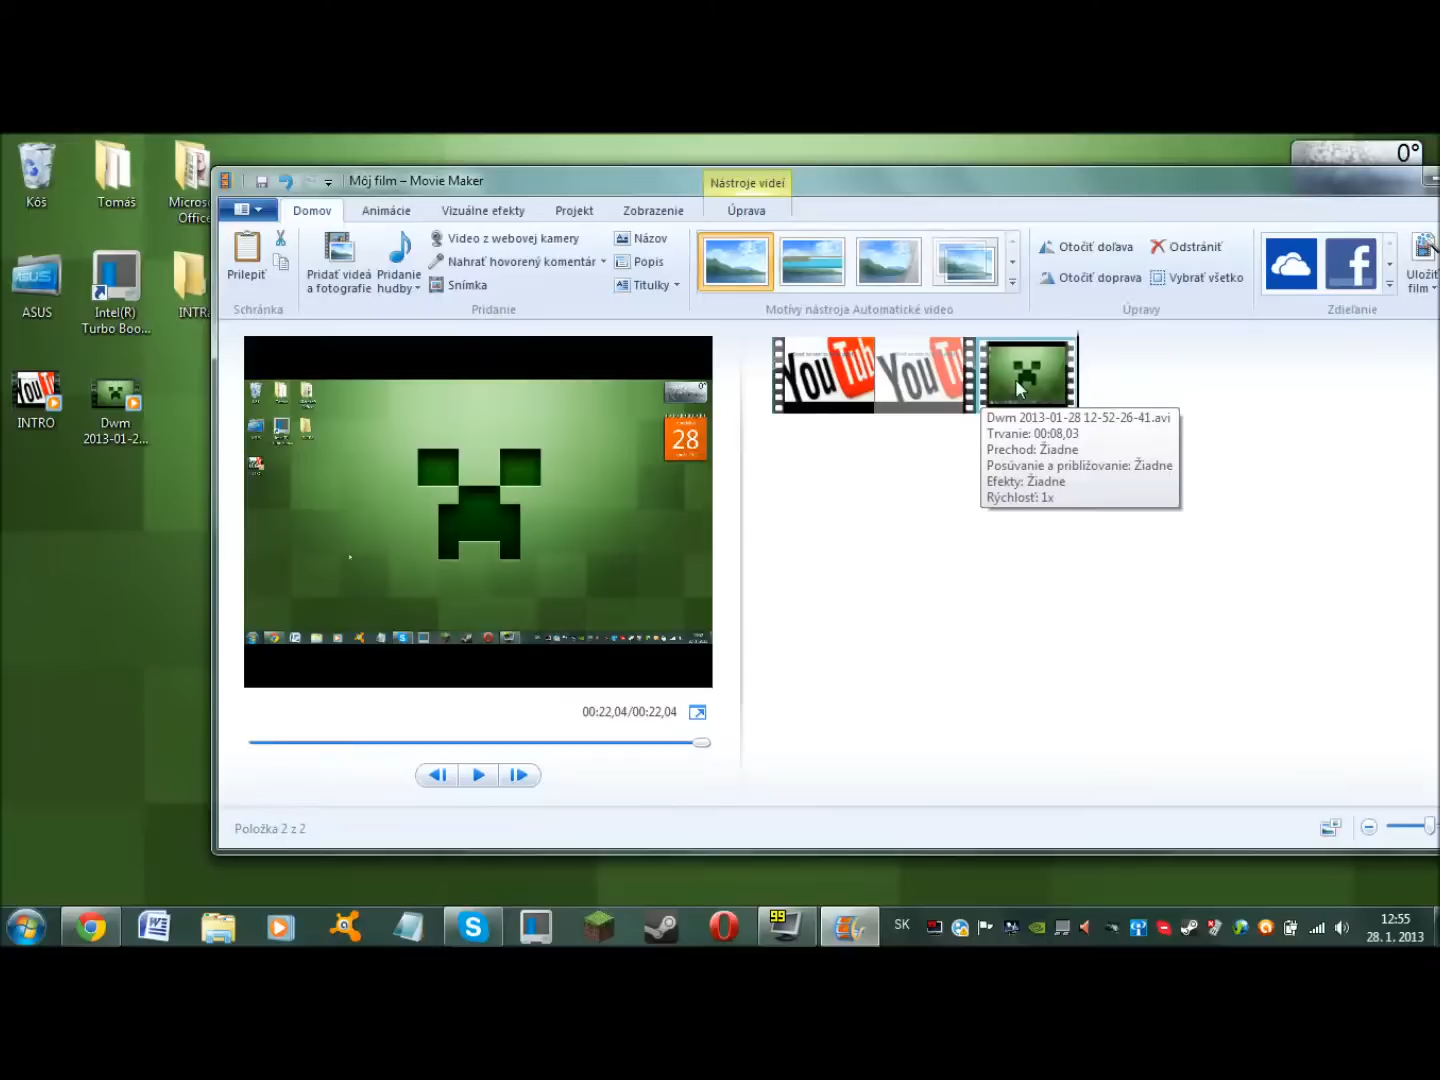 0°
Kôš
Tomáš
Micros
Office
Môj film – Movie Maker
Nástroje videí
Domov
Animácie
Vizuálne efekty
Projekt
Zobrazenie
Úprava
Prilepiť
Pridať videá
a fotografie
Pridanie
hudby
Video z webovej kamery
Nahrať hovorený komentár
Snímka
Názov
Popis
Titulky
Otočiť doľava
Otočiť doprava
Odstrániť
Vybrať všetko
Uložiť
film
Schránka
Pridanie
Motívy nástroja Automatické video
Úpravy
Zdieľanie
ASUS
Intel(R)
Turbo Boo...
INTR
INTRO
Dwm
2013-01-2...
28
You Tub
You Tub
Dwm 2013-01-28 12-52-26-41.avi
Trvanie: 00:08,03
Prechod: Žiadne
Posúvanie a približovanie: Žiadne
Efekty: Žiadne
Rýchlosť: 1x
00:22,04/00:22,04
Položka 2 z 2
99
SK
12:55
28. 1. 2013